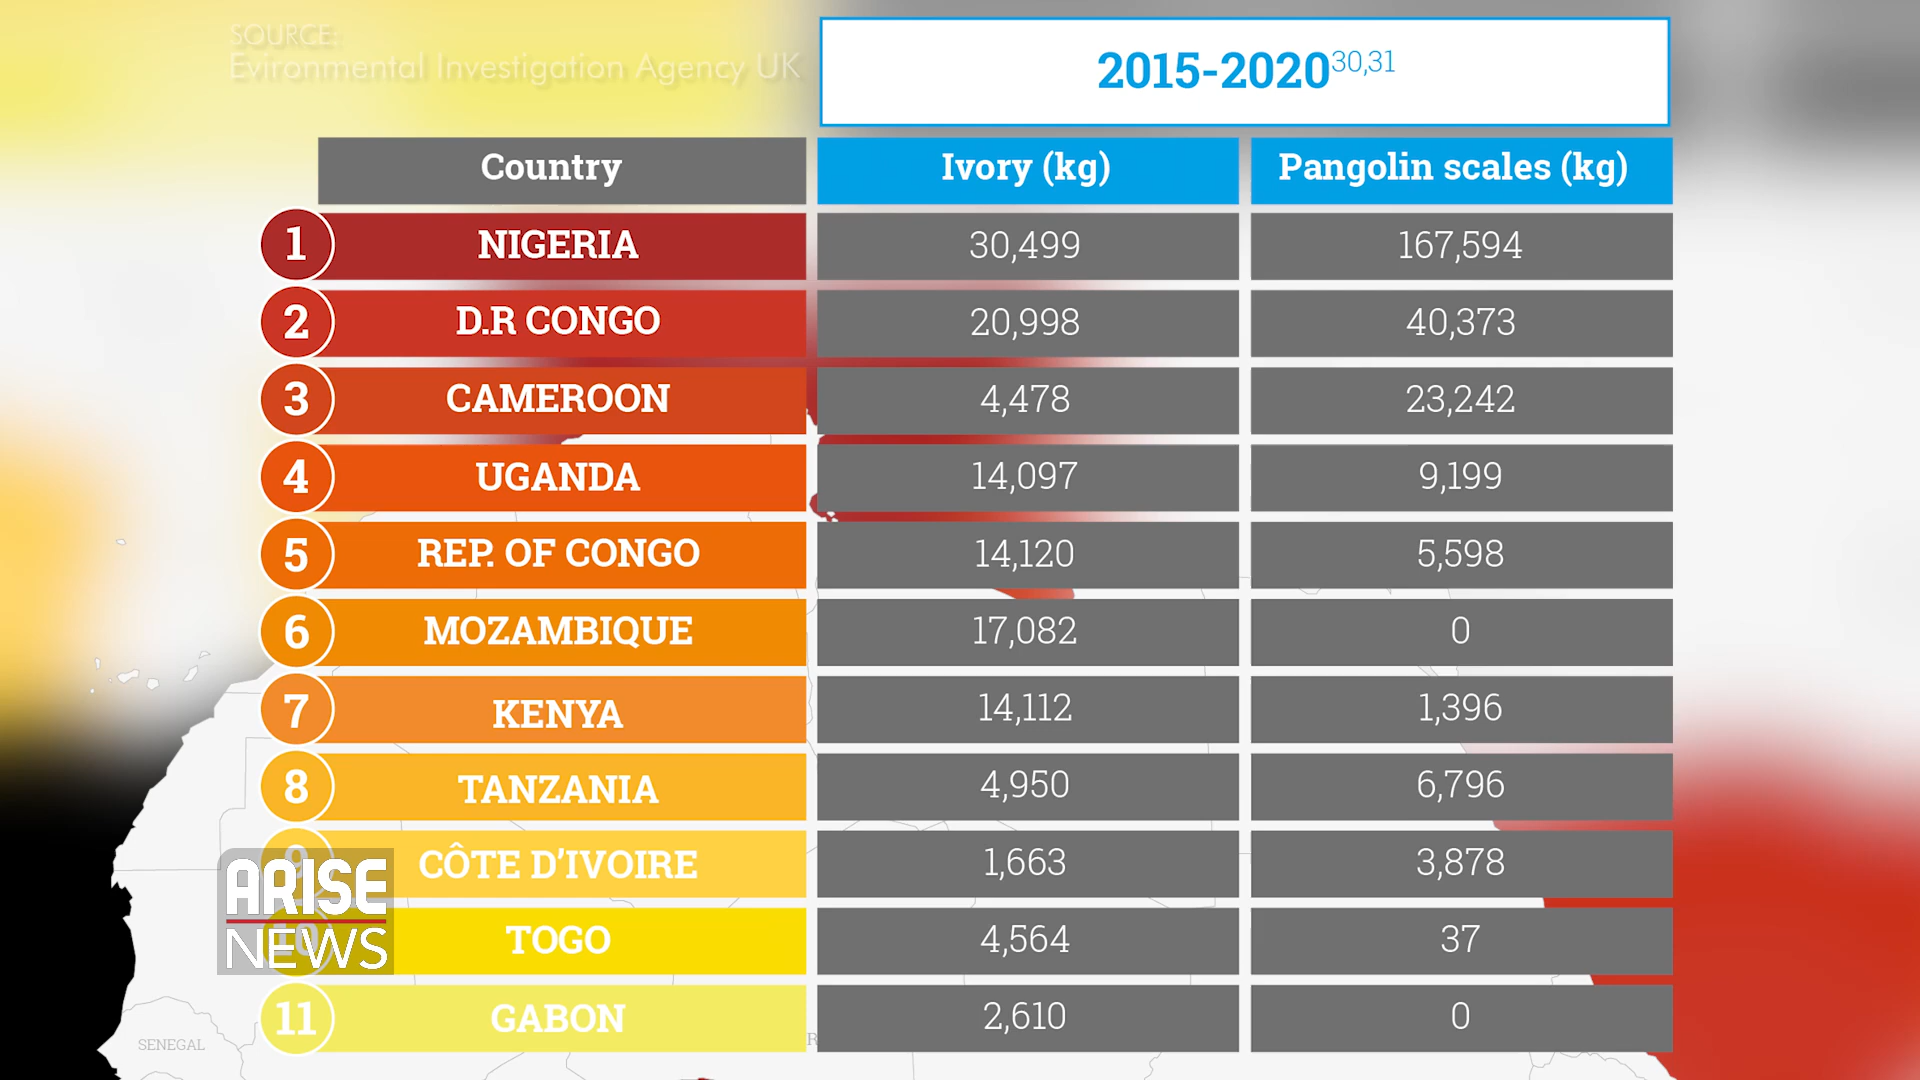 SOURCE:
Evironmental Investigation Agency UK
2015-2020 30,31
Country Ivory (kg) Pangolin scales (kg)
1 NIGERIA 30,499 167,594
2 D.R CONGO 20,998 40,373
3 CAMEROON 4,478 23,242
4 UGANDA 14,097 9,199
5 REP. OF CONGO 14,120 5,598
6 MOZAMBIQUE 17,082 0
7 KENYA 14,112 1,396
8 TANZANIA 4,950 6,796
9 CÔTE D'IVOIRE 1,663 3,878
10 TOGO 4,564 37
11 GABON 2,610 0
ARISE
NEWS
SENEGAL